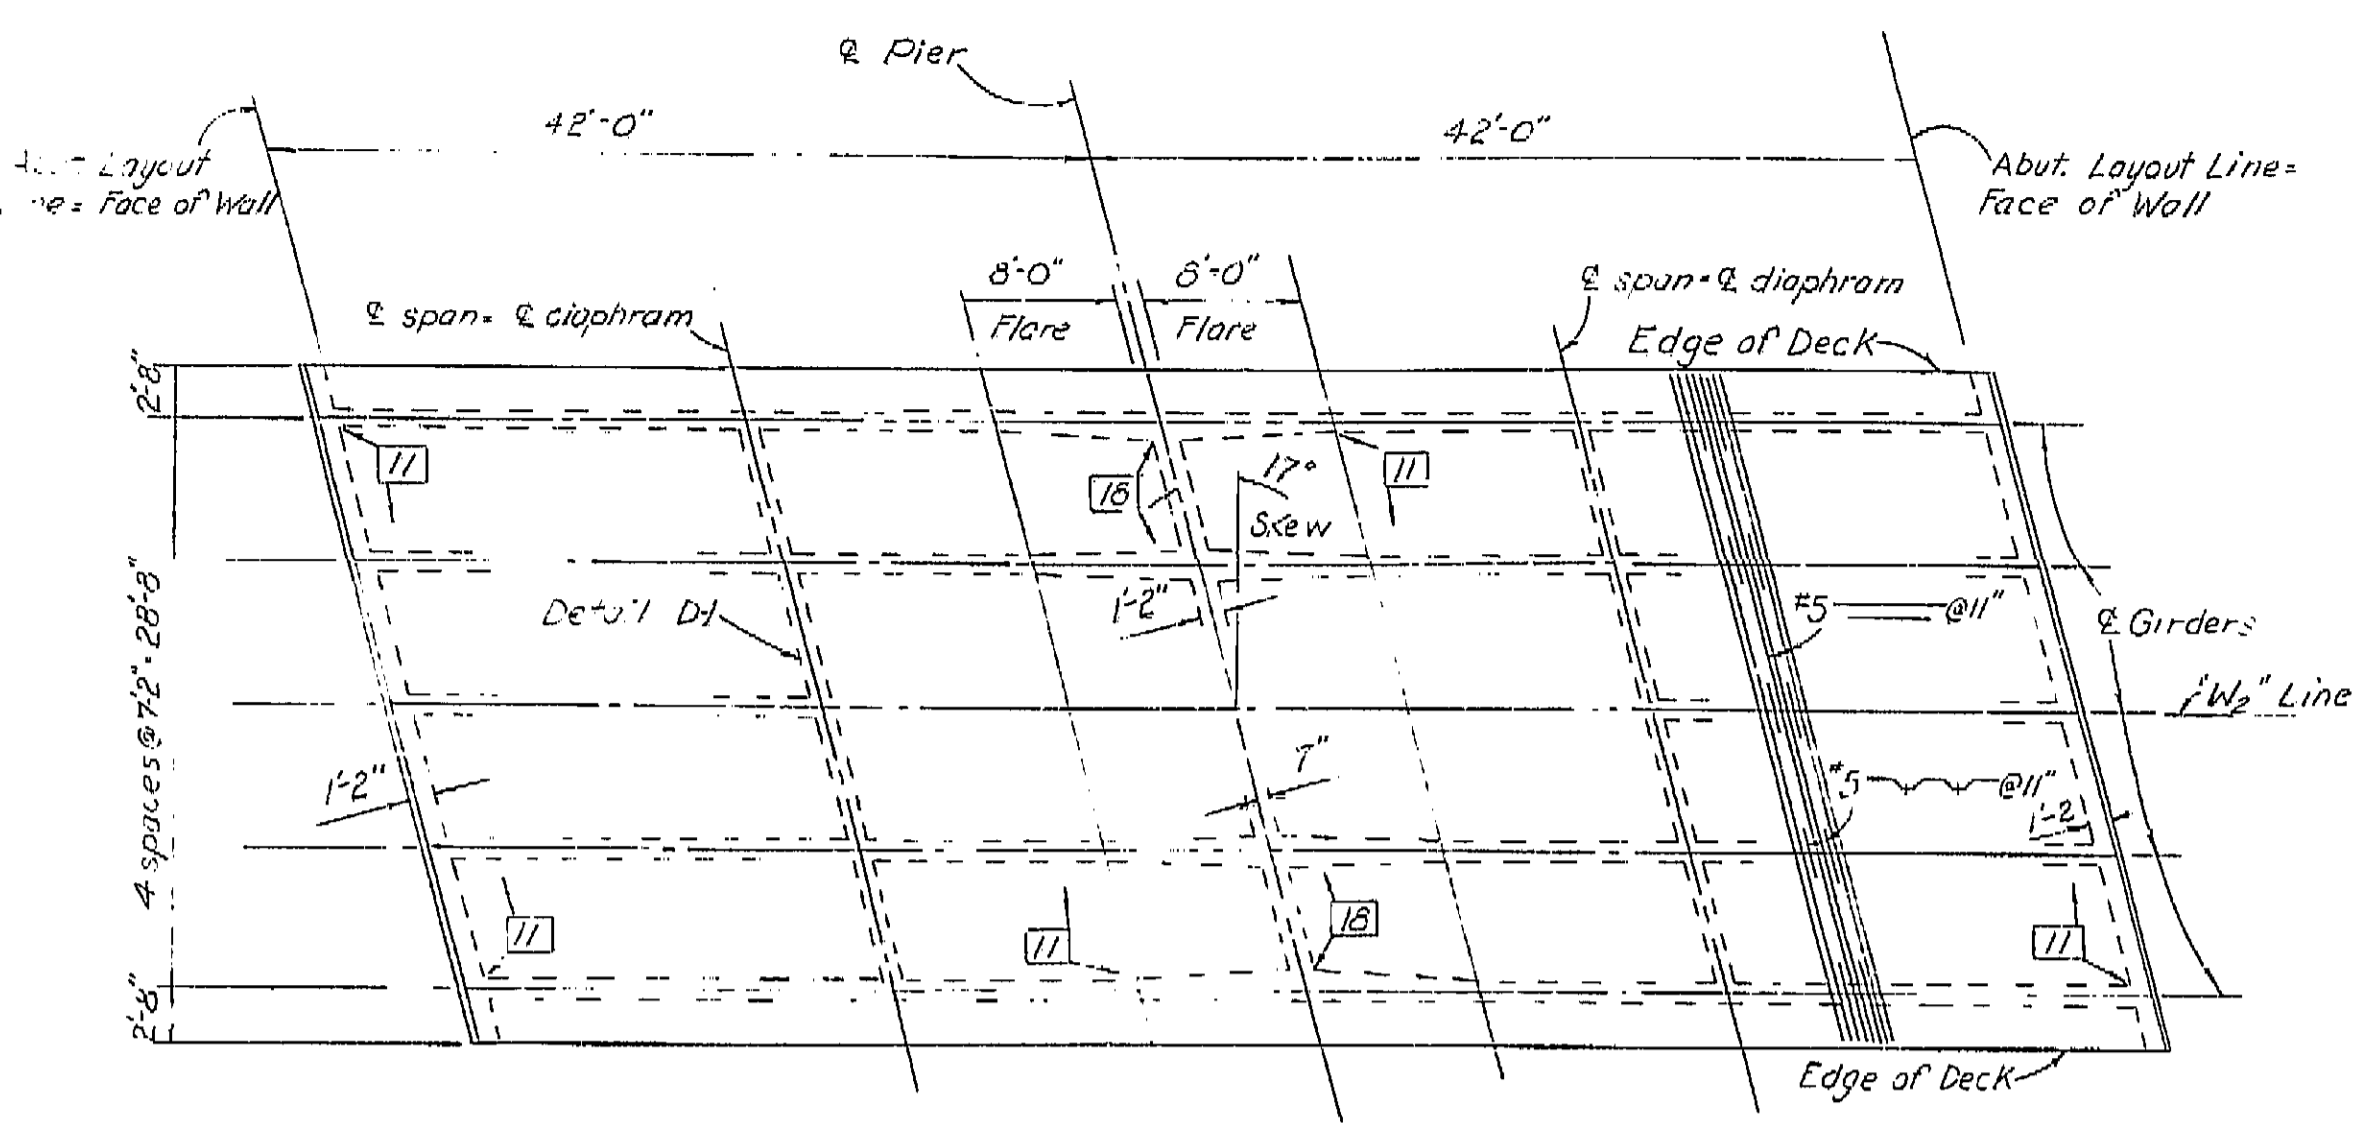 ℄ Pier
42'-0"
42'-0"
Layout
= Face of Wall
Abut. Layout Line =
Face of Wall
8'-0"
Flare
8'-0"
Flare
℄ span = ℄ diaphram
℄ span = ℄ diaphram
Edge of Deck
2'-8"
11
18
17°
Skew
11
1'-2"
Detail D-1
#5 @11"
℄ Girders
"W2" Line
4 spaces @ 7'-2" = 28'-8"
1'-2"
7"
#5 @11"
1'-2
11
11
18
11
2'-8"
Edge of Deck